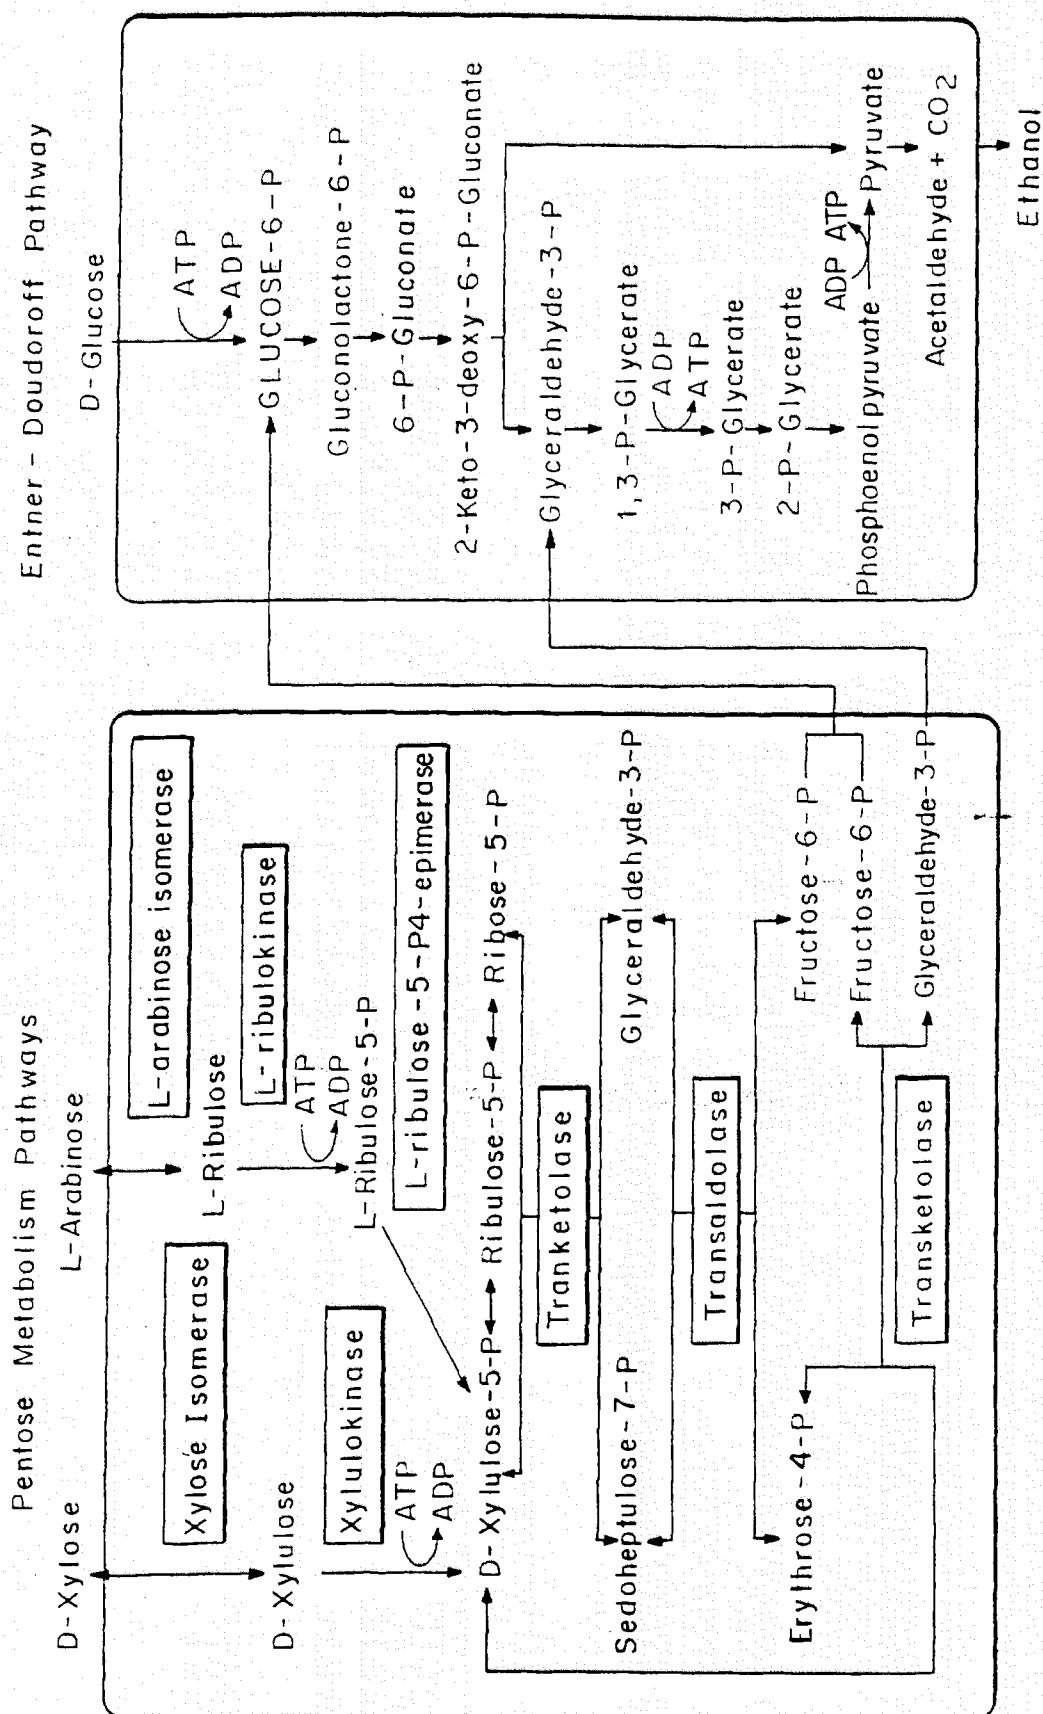 Pentose Metabolism Pathways
D-Xylose
L-Arabinose
Xylose Isomerase
L-arabinose isomerase
D-Xylulose
L-Ribulose
Xylulokinase
L-ribulokinase
ATP
ADP
ATP
ADP
L-Ribulose-5-P
L-ribulose-5-P4-epimerase
D-Xylulose-5-P
Ribulose-5-P
Ribose-5-P
Tranketolase
Sedoheptulose-7-P
Glyceraldehyde-3-P
Transaldolase
Erythrose-4-P
Fructose-6-P
Fructose-6-P
Transketolase
Glyceraldehyde-3-P
Entner-Doudoroff Pathway
D-Glucose
ATP
ADP
GLUCOSE-6-P
Gluconolactone-6-P
6-P-Gluconate
2-Keto-3-deoxy-6-P-Gluconate
Glyceraldehyde-3-P
1,3-P-Glycerate
ADP
ATP
3-P-Glycerate
2-P-Glycerate
ADP ATP
Phosphoenolpyruvate
Pyruvate
Acetaldehyde + CO2
Ethanol